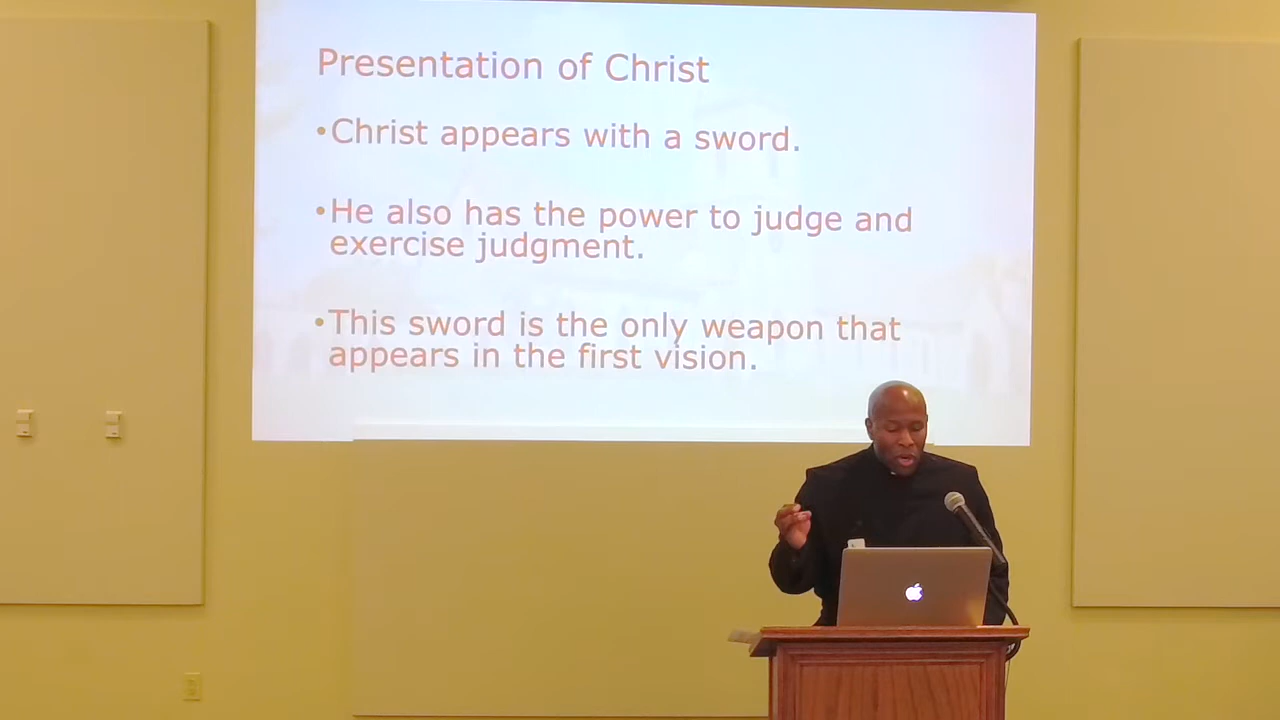 Presentation of Christ
•Christ appears with a sword.
•He also has the power to judge and
exercise judgment.
•This sword is the only weapon that
appears in the first vision.